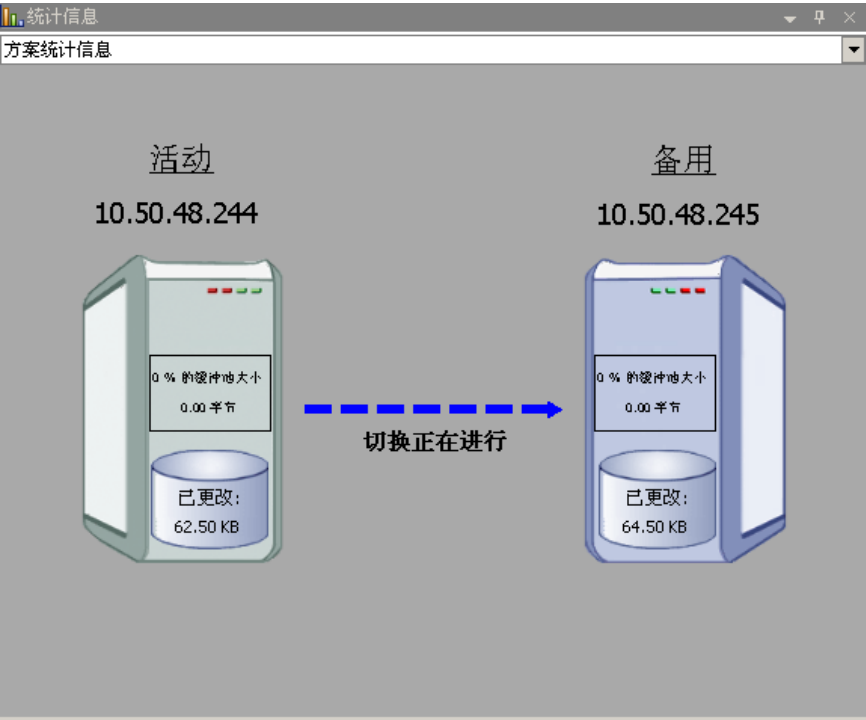 统计信息
方案统计信息
活动
备用
10.50.48.244
10.50.48.245
0 % 的缓冲池大小
0.00 字节
0 % 的缓冲池大小
0.00 字节
切换正在进行
已更改:
62.50 KB
已更改:
64.50 KB